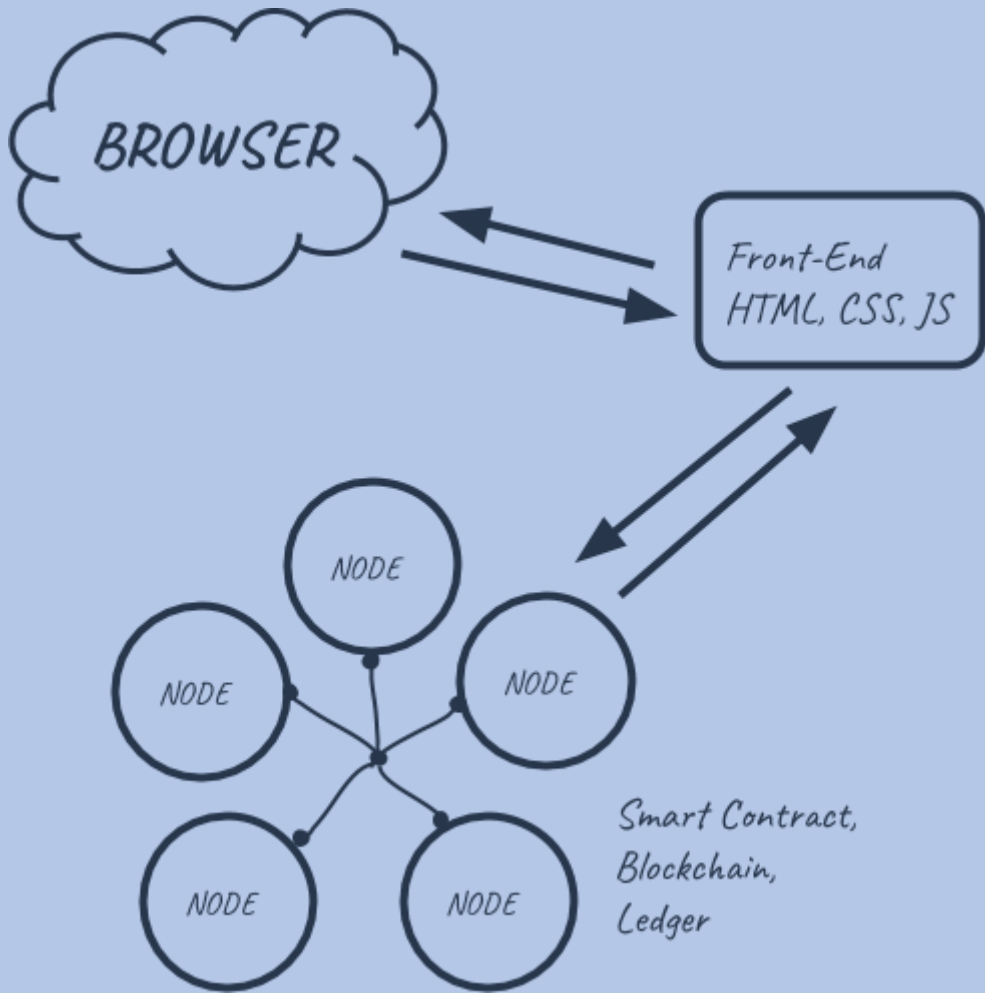 BROWSER
Front-End
HTML, CSS, JS
NODE
NODE
NODE
NODE
NODE
Smart Contract,
Blockchain,
Ledger